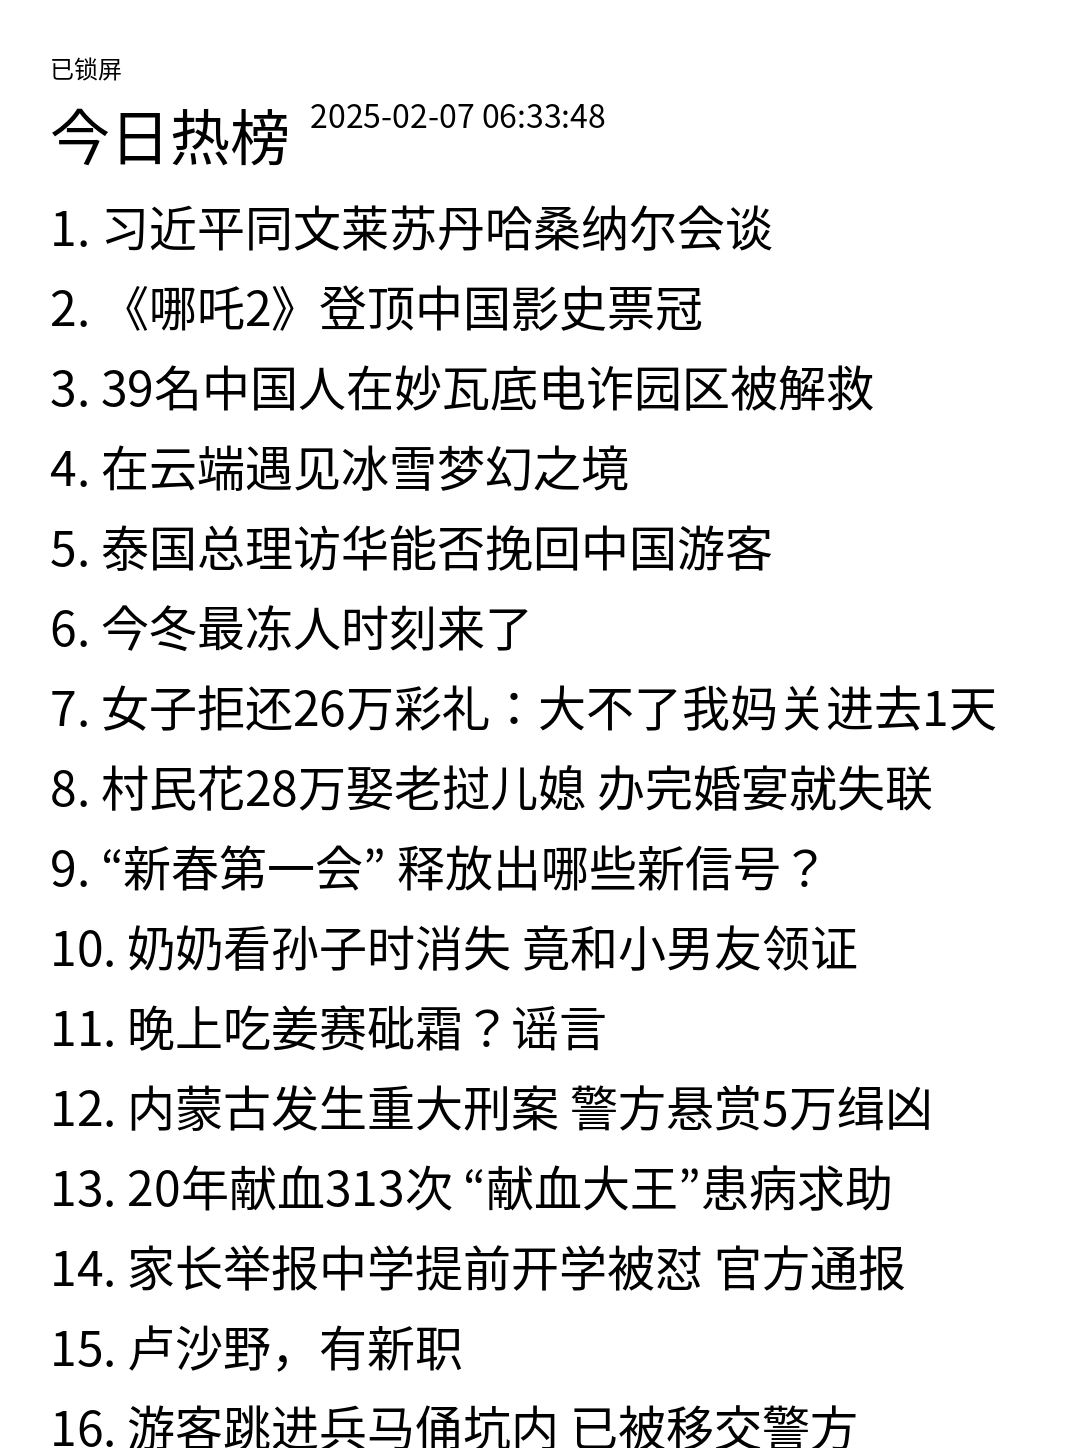 已锁屏
今日热榜 2025-02-07 06:33:48
1. 习近平同文莱苏丹哈桑纳尔会谈
2. 《哪吒2》登顶中国影史票冠
3. 39名中国人在妙瓦底电诈园区被解救
4. 在云端遇见冰雪梦幻之境
5. 泰国总理访华能否挽回中国游客
6. 今冬最冻人时刻来了
7. 女子拒还26万彩礼：大不了我妈关进去1天
8. 村民花28万娶老挝儿媳 办完婚宴就失联
9. “新春第一会” 释放出哪些新信号？
10. 奶奶看孙子时消失 竟和小男友领证
11. 晚上吃姜赛砒霜？谣言
12. 内蒙古发生重大刑案 警方悬赏5万缉凶
13. 20年献血313次 “献血大王”患病求助
14. 家长举报中学提前开学被怼 官方通报
15. 卢沙野，有新职
16. 游客跳进兵马俑坑内 已被移交警方